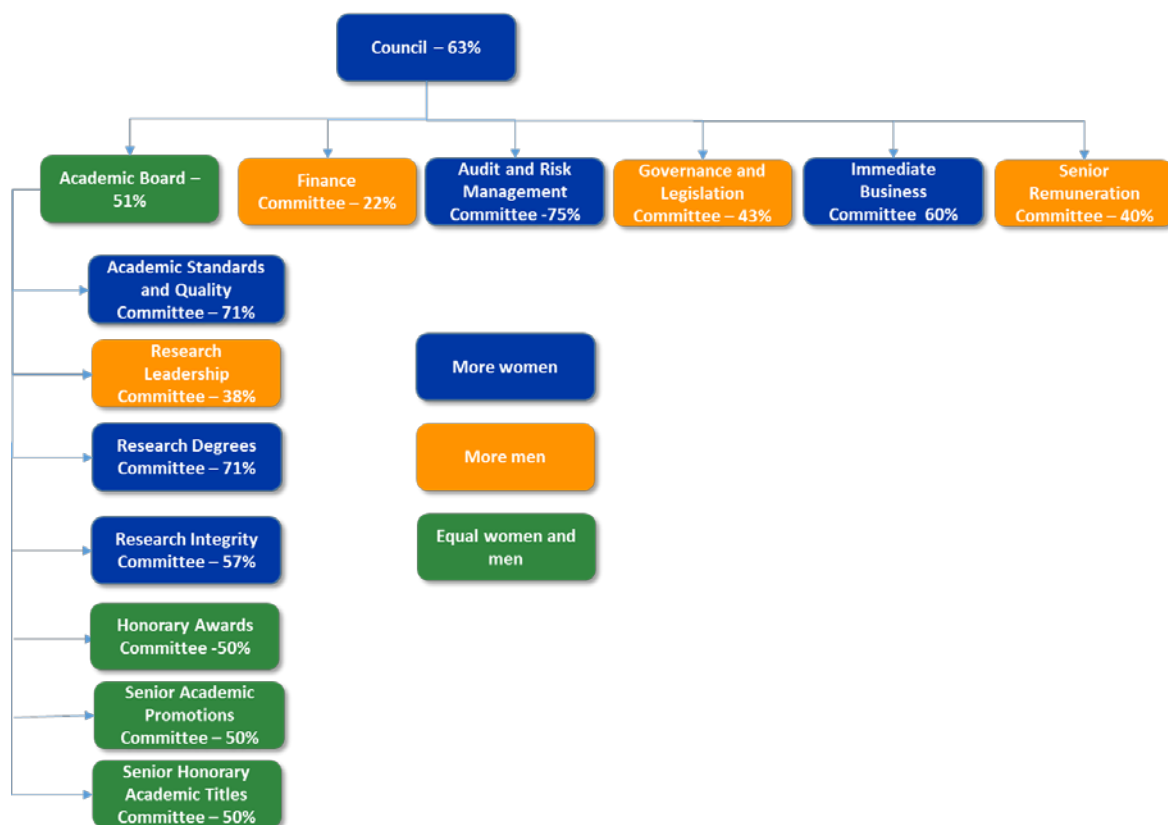 Council – 63%
Academic Board –
51%
Finance
Committee – 22%
Audit and Risk
Management
Committee -75%
Governance and
Legislation
Committee – 43%
Immediate
Business
Committee 60%
Senior
Remuneration
Committee – 40%
Academic Standards
and Quality
Committee – 71%
Research
Leadership
Committee – 38%
Research Degrees
Committee – 71%
Research Integrity
Committee – 57%
Honorary Awards
Committee -50%
Senior Academic
Promotions
Committee – 50%
Senior Honorary
Academic Titles
Committee – 50%
More women
More men
Equal women and
men